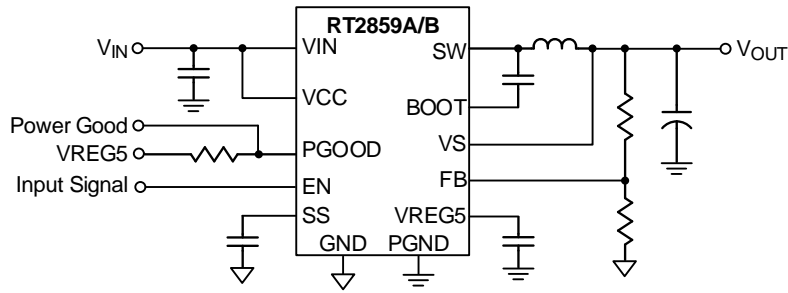 RT2859A/B
VIN
VIN
SW
VOUT
VCC
BOOT
Power Good
VS
VREG5
PGOOD
FB
Input Signal
EN
SS
VREG5
GND
PGND